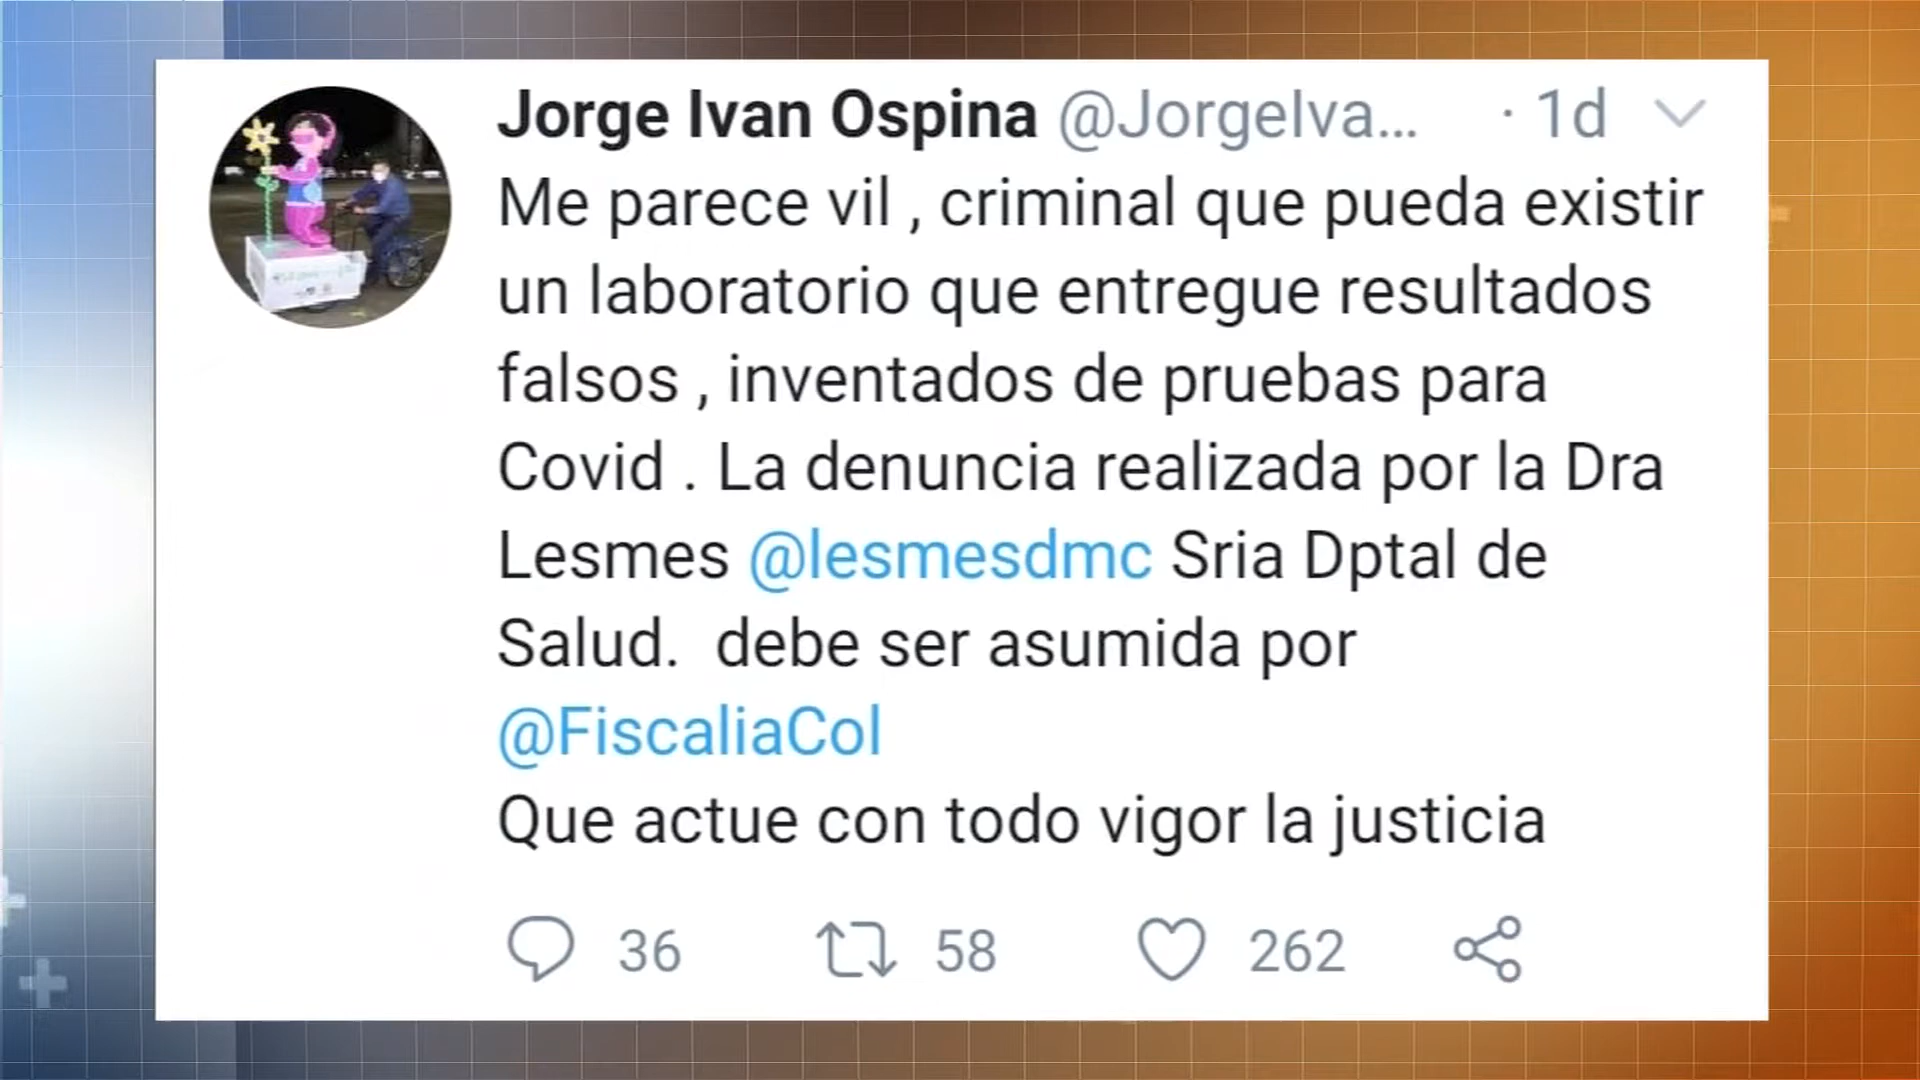 Jorge Ivan Ospina @JorgeIva... · 1d
Me parece vil , criminal que pueda existir
un laboratorio que entregue resultados
falsos , inventados de pruebas para
Covid . La denuncia realizada por la Dra
Lesmes @lesmesdmc Sria Dptal de
Salud.  debe ser asumida por
@FiscaliaCol
Que actue con todo vigor la justicia
36 58 262